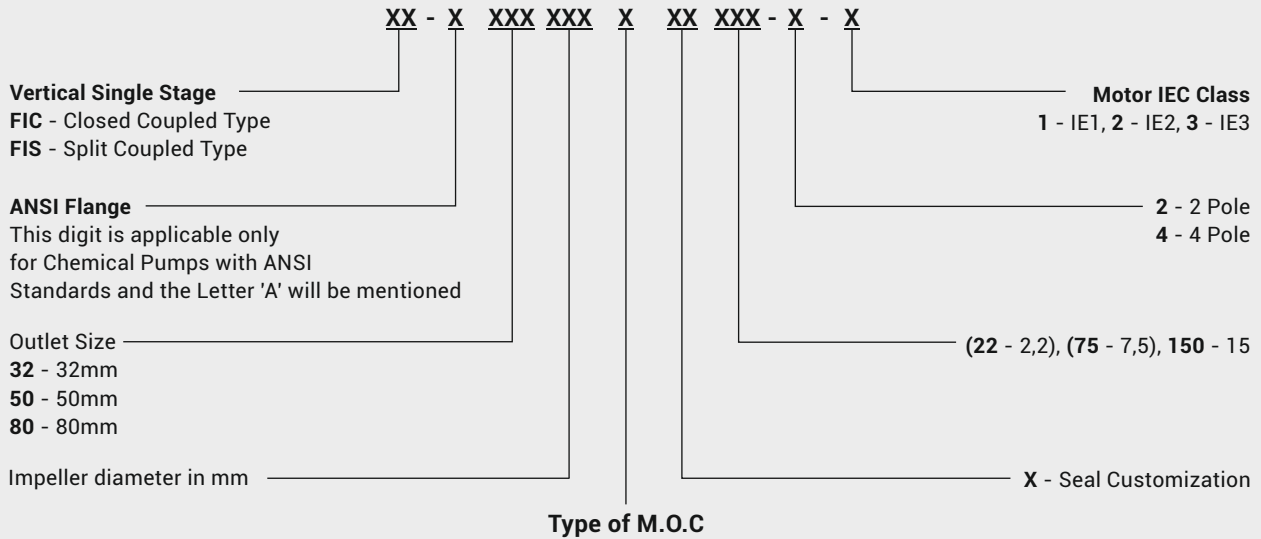 XX - X XXX XXX X XX XXX - X - X
Vertical Single Stage
FIC - Closed Coupled Type
FIS - Split Coupled Type
ANSI Flange
This digit is applicable only
for Chemical Pumps with ANSI
Standards and the Letter 'A' will be mentioned
Outlet Size
32 - 32mm
50 - 50mm
80 - 80mm
Impeller diameter in mm
Type of M.O.C
Motor IEC Class
1 - IE1, 2 - IE2, 3 - IE3
2 - 2 Pole
4 - 4 Pole
(22 - 2,2), (75 - 7,5), 150 - 15
X - Seal Customization